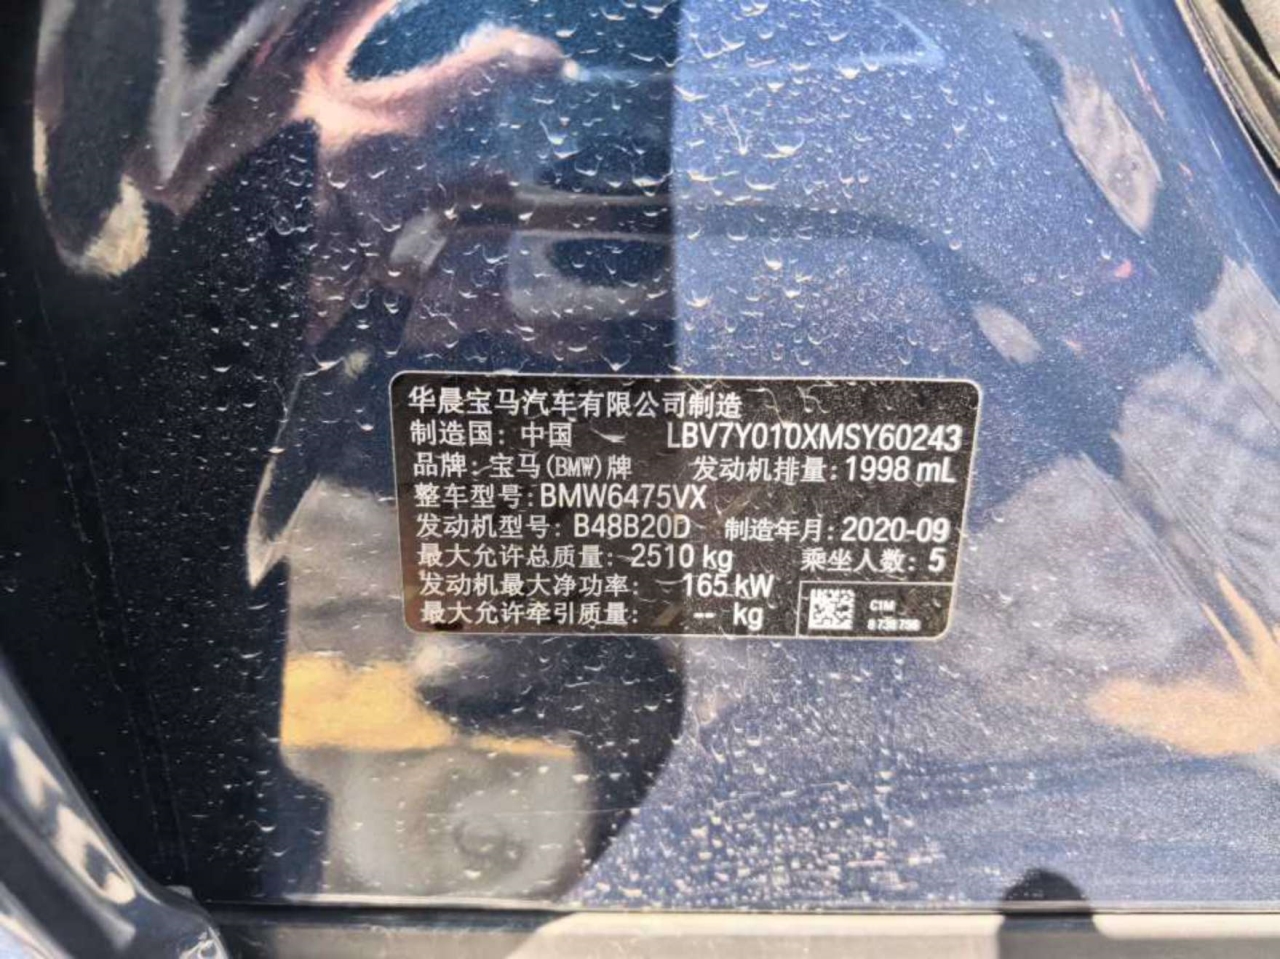 华晨宝马汽车有限公司制造
制造国：中国 LBV7Y010XMSY60243
品牌：宝马(BMW)牌 发动机排量：1998 mL
整车型号：BMW6475VX
发动机型号：B48B20D 制造年月：2020-09
最大允许总质量：2510 kg 乘坐人数：5
发动机最大净功率： 165 kW
最大允许牵引质量： -- kg
C1M